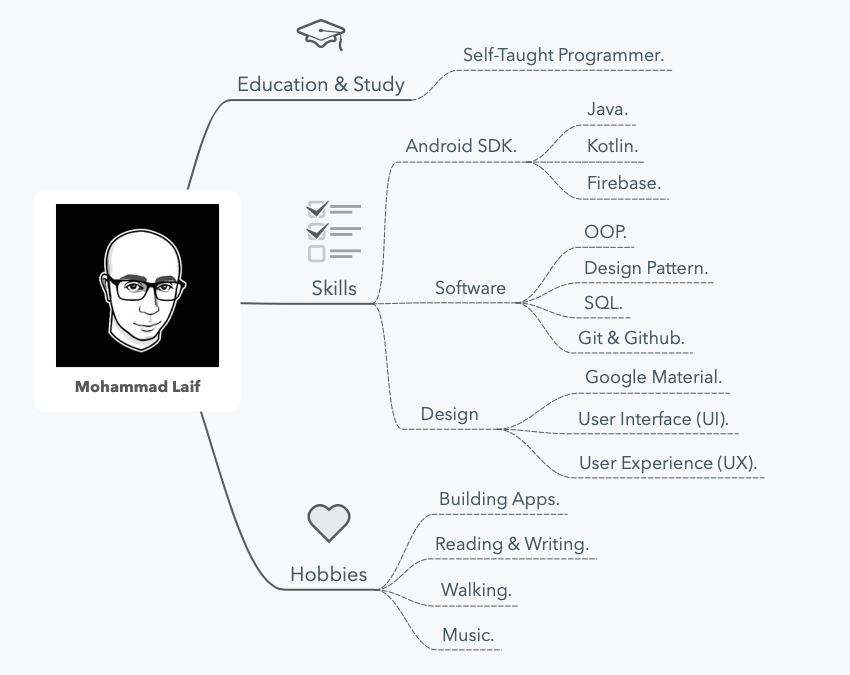 Education & Study
Self-Taught Programmer.
Mohammad Laif
Skills
Android SDK.
Java.
Kotlin.
Firebase.
Software
OOP.
Design Pattern.
SQL.
Git & Github.
Design
Google Material.
User Interface (UI).
User Experience (UX).
Hobbies
Building Apps.
Reading & Writing.
Walking.
Music.